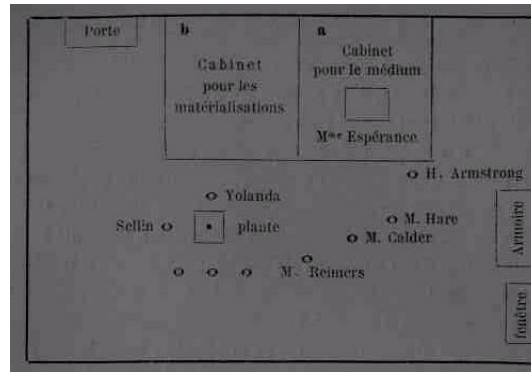 Porte
b
Cabinet
pour les
matérialisations
a
Cabinet
pour le médium
Mme Espérance
H. Armstrong
Yolanda
Sellin
plante
M. Hare
M. Calder
M. Reimers
Armoire
fenêtre